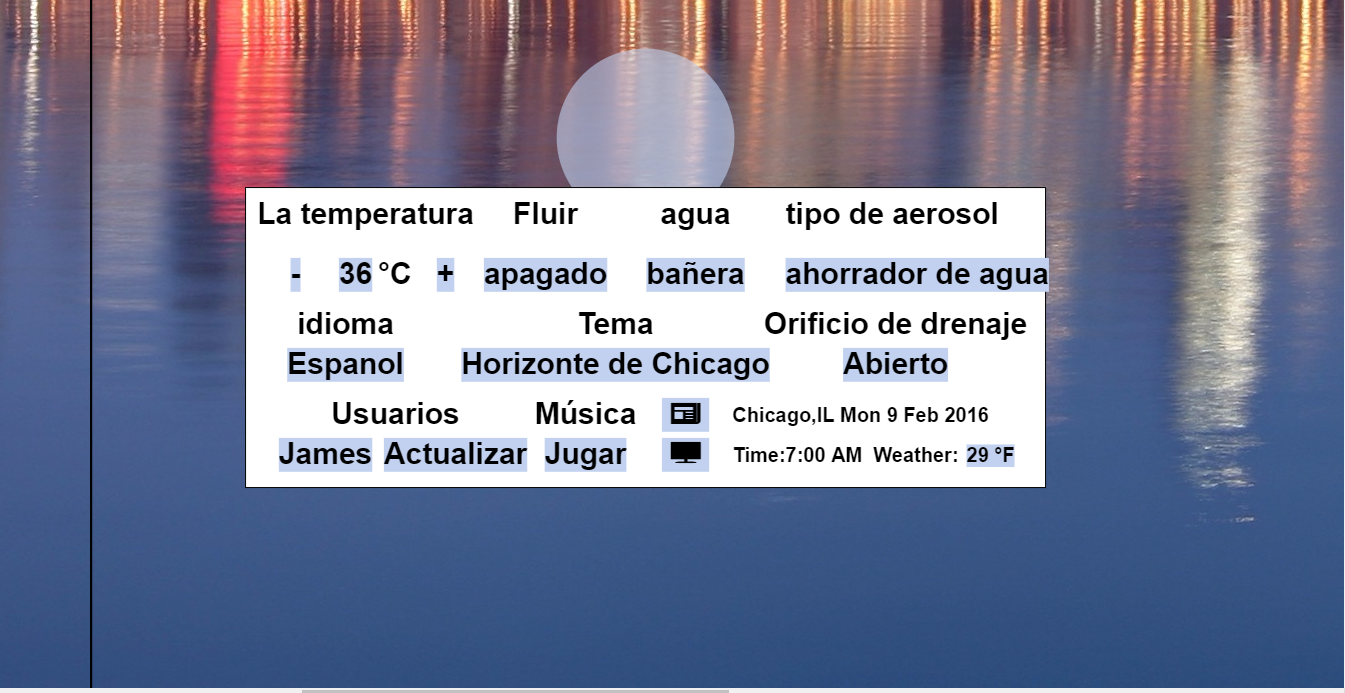 La temperatura Fluir agua tipo de aerosol
- 36 °C + apagado bañera ahorrador de agua
idioma Tema Orificio de drenaje
Espanol Horizonte de Chicago Abierto
Usuarios Música Chicago,IL Mon 9 Feb 2016
James Actualizar Jugar Time:7:00 AM Weather: 29 °F